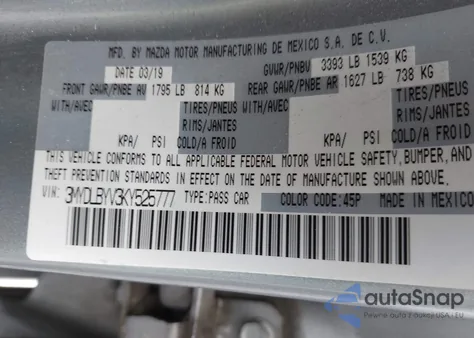 MFD. BY MAZDA MOTOR MANUFACTURING DE MEXICO S.A. DE C.V.
DATE 03/19 GVWR/PNBV 3393 LB 1539 KG
FRONT GAWR/PNBE AV 1795 LB 814 KG REAR GAWR/PNBE AR 1627 LB 738 KG
WITH/AVEC TIRES/PNEUS WITH/AVEC TIRES/PNEUS
RIMS/JANTES RIMS/JANTES
KPA/ PSI COLD/A FROID KPA/ PSI COLD/A FROID
THIS VEHICLE CONFORMS TO ALL APPLICABLE FEDERAL MOTOR VEHICLE SAFETY, BUMPER, AND
THEFT PREVENTION STANDARDS IN EFFECT ON THE DATE OF MANUFACTURE SHOWN ABOVE.
VIN: 3MYDLBYV3KY525777 TYPE: PASS CAR COLOR CODE: 45P MADE IN MEXICO
autoSnap